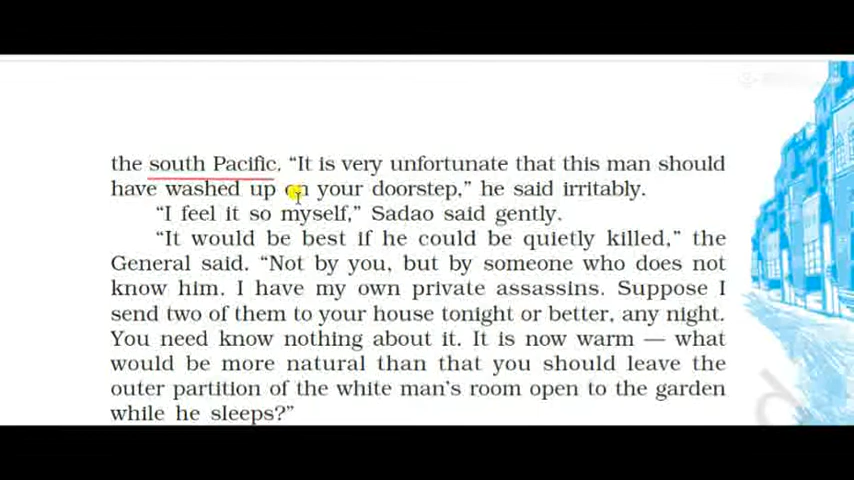 the south Pacific. “It is very unfortunate that this man should
have washed up on your doorstep,” he said irritably.
“I feel it so myself,” Sadao said gently.
“It would be best if he could be quietly killed,” the
General said. “Not by you, but by someone who does not
know him. I have my own private assassins. Suppose I
send two of them to your house tonight or better, any night.
You need know nothing about it. It is now warm — what
would be more natural than that you should leave the
outer partition of the white man’s room open to the garden
while he sleeps?”